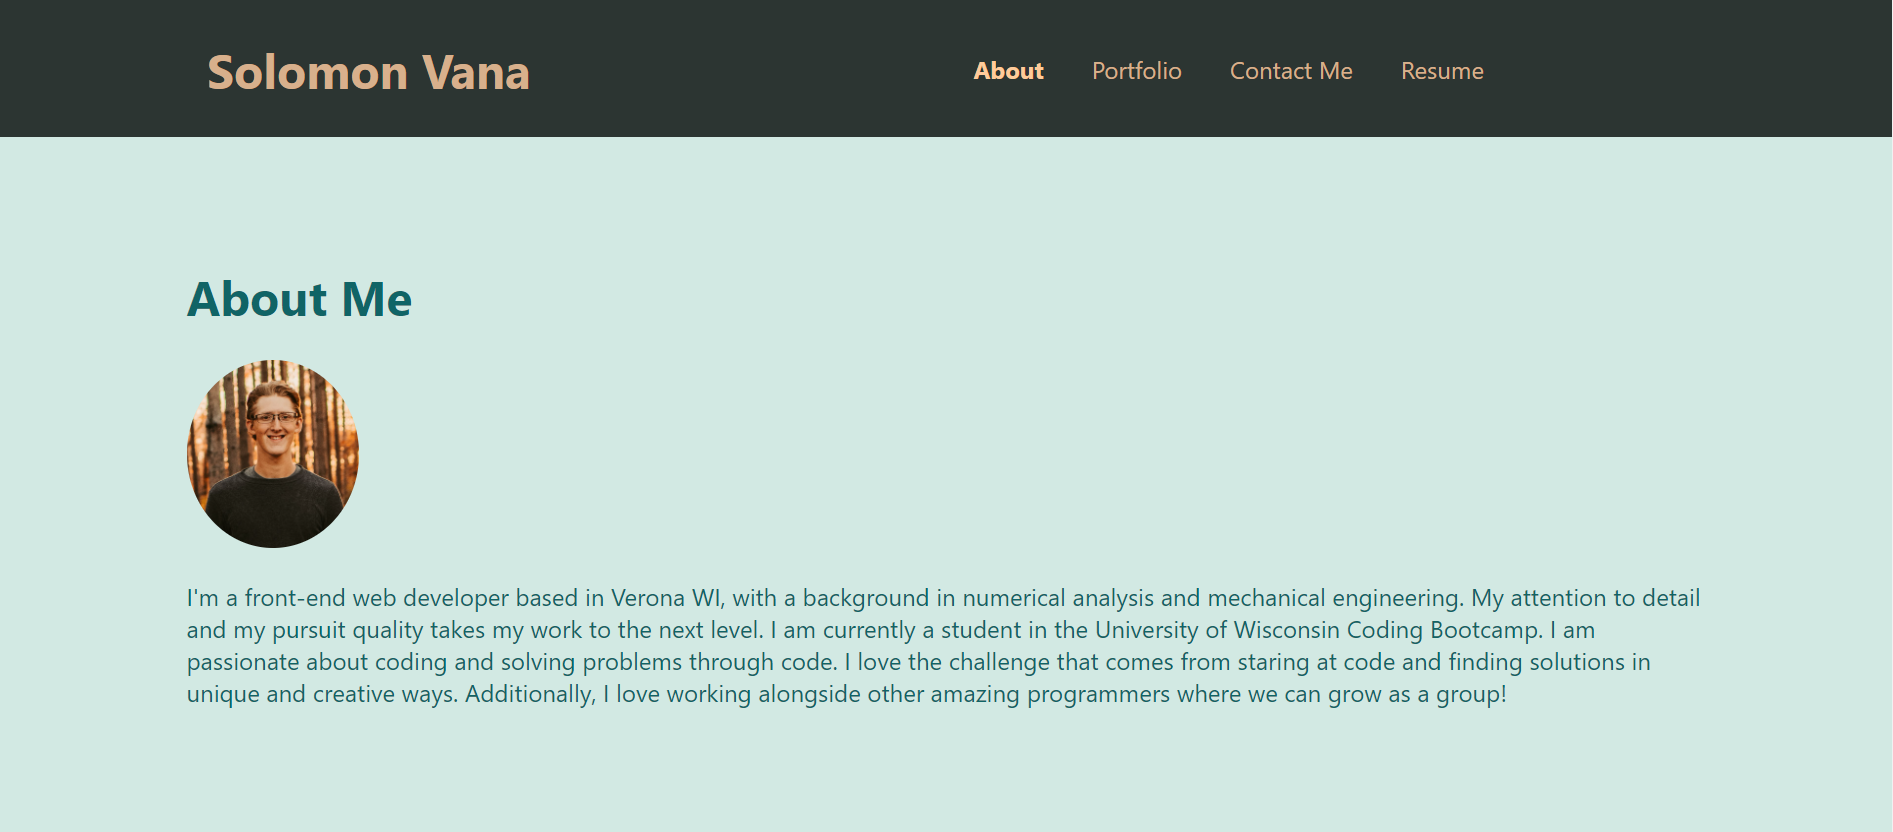 Solomon Vana
About Portfolio Contact Me Resume
About Me
I'm a front-end web developer based in Verona WI, with a background in numerical analysis and mechanical engineering. My attention to detail
and my pursuit quality takes my work to the next level. I am currently a student in the University of Wisconsin Coding Bootcamp. I am
passionate about coding and solving problems through code. I love the challenge that comes from staring at code and finding solutions in
unique and creative ways. Additionally, I love working alongside other amazing programmers where we can grow as a group!